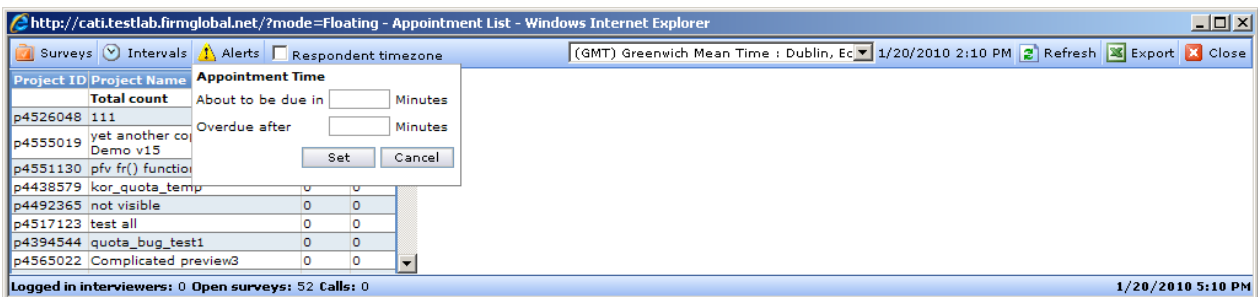 http://cati.testlab.firmglobal.net/?mode=Floating - Appointment List - Windows Internet Explorer
Surveys Intervals Alerts Respondent timezone (GMT) Greenwich Mean Time : Dublin, Ec 1/20/2010 2:10 PM Refresh Export Close
Project ID Project Name
Appointment Time
Total count
About to be due in Minutes
p4526048 111
Overdue after Minutes
p4555019 yet another cop
Demo v15
Set Cancel
p4551130 pfv fr() function
p4438579 kor_quota_temp 0 0
p4492365 not visible 0 0
p4517123 test all 0 0
p4394544 quota_bug_test1 0 0
p4565022 Complicated preview3 0 0
Logged in interviewers: 0 Open surveys: 52 Calls: 0 1/20/2010 5:10 PM